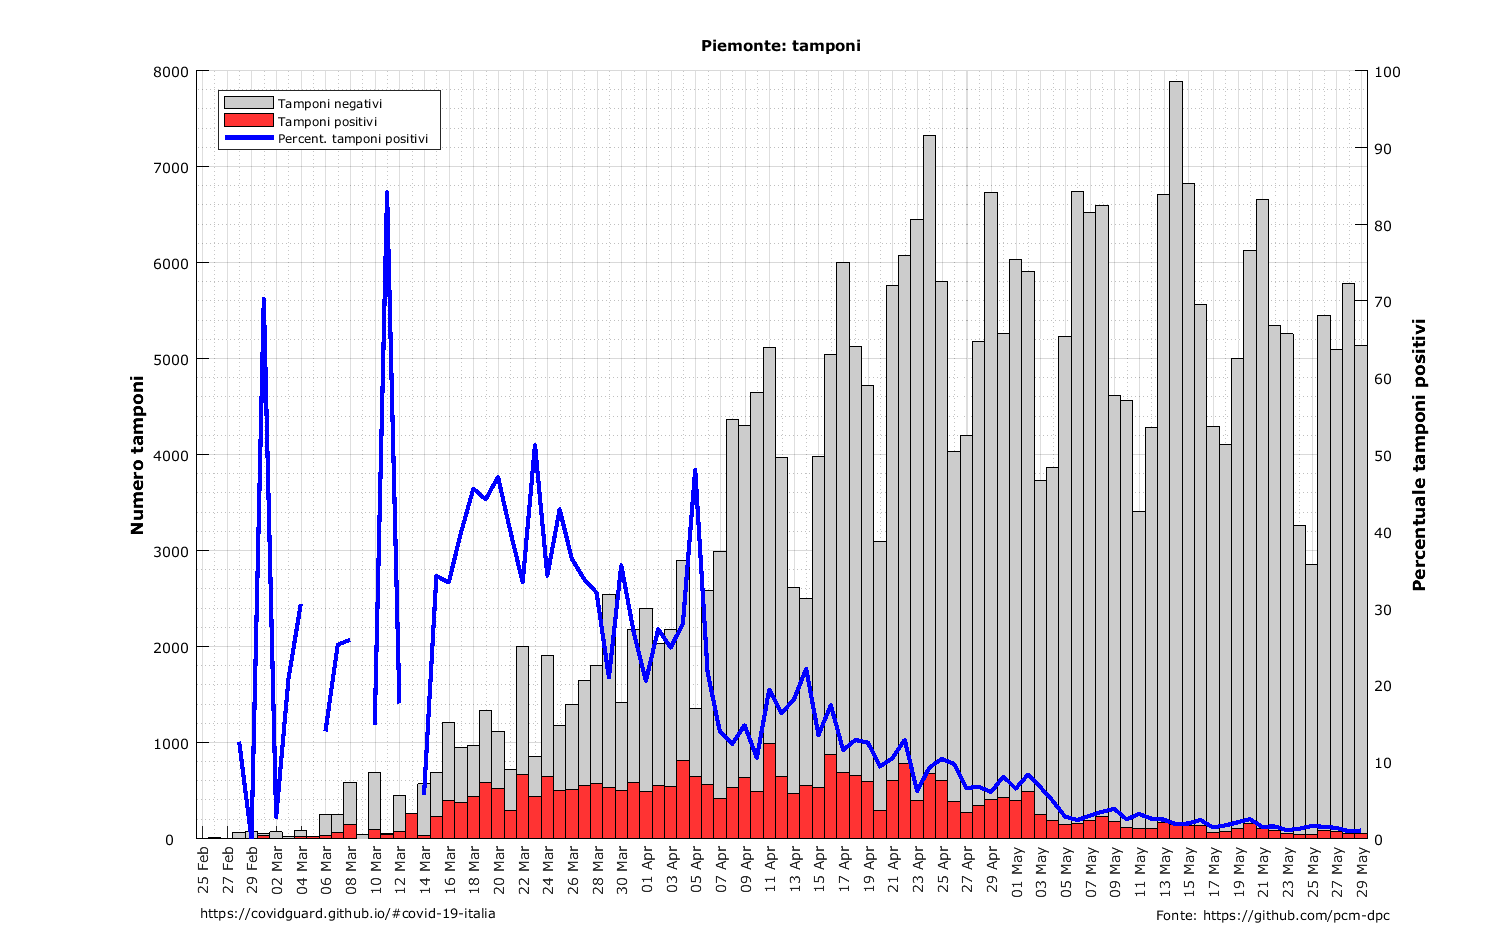 Piemonte: tamponi
Tamponi negativi
Tamponi positivi
Percent. tamponi positivi
Numero tamponi
8000
7000
6000
5000
4000
3000
2000
1000
0
100
90
80
70
60
50
40
30
20
10
0
Percentuale tamponi positivi
25 Feb
27 Feb
29 Feb
02 Mar
04 Mar
06 Mar
08 Mar
10 Mar
12 Mar
14 Mar
16 Mar
18 Mar
20 Mar
22 Mar
24 Mar
26 Mar
28 Mar
30 Mar
01 Apr
03 Apr
05 Apr
07 Apr
09 Apr
11 Apr
13 Apr
15 Apr
17 Apr
19 Apr
21 Apr
23 Apr
25 Apr
27 Apr
29 Apr
01 May
03 May
05 May
07 May
09 May
11 May
13 May
15 May
17 May
19 May
21 May
23 May
25 May
27 May
29 May
https://covidguard.github.io/#covid-19-italia
Fonte: https://github.com/pcm-dpc